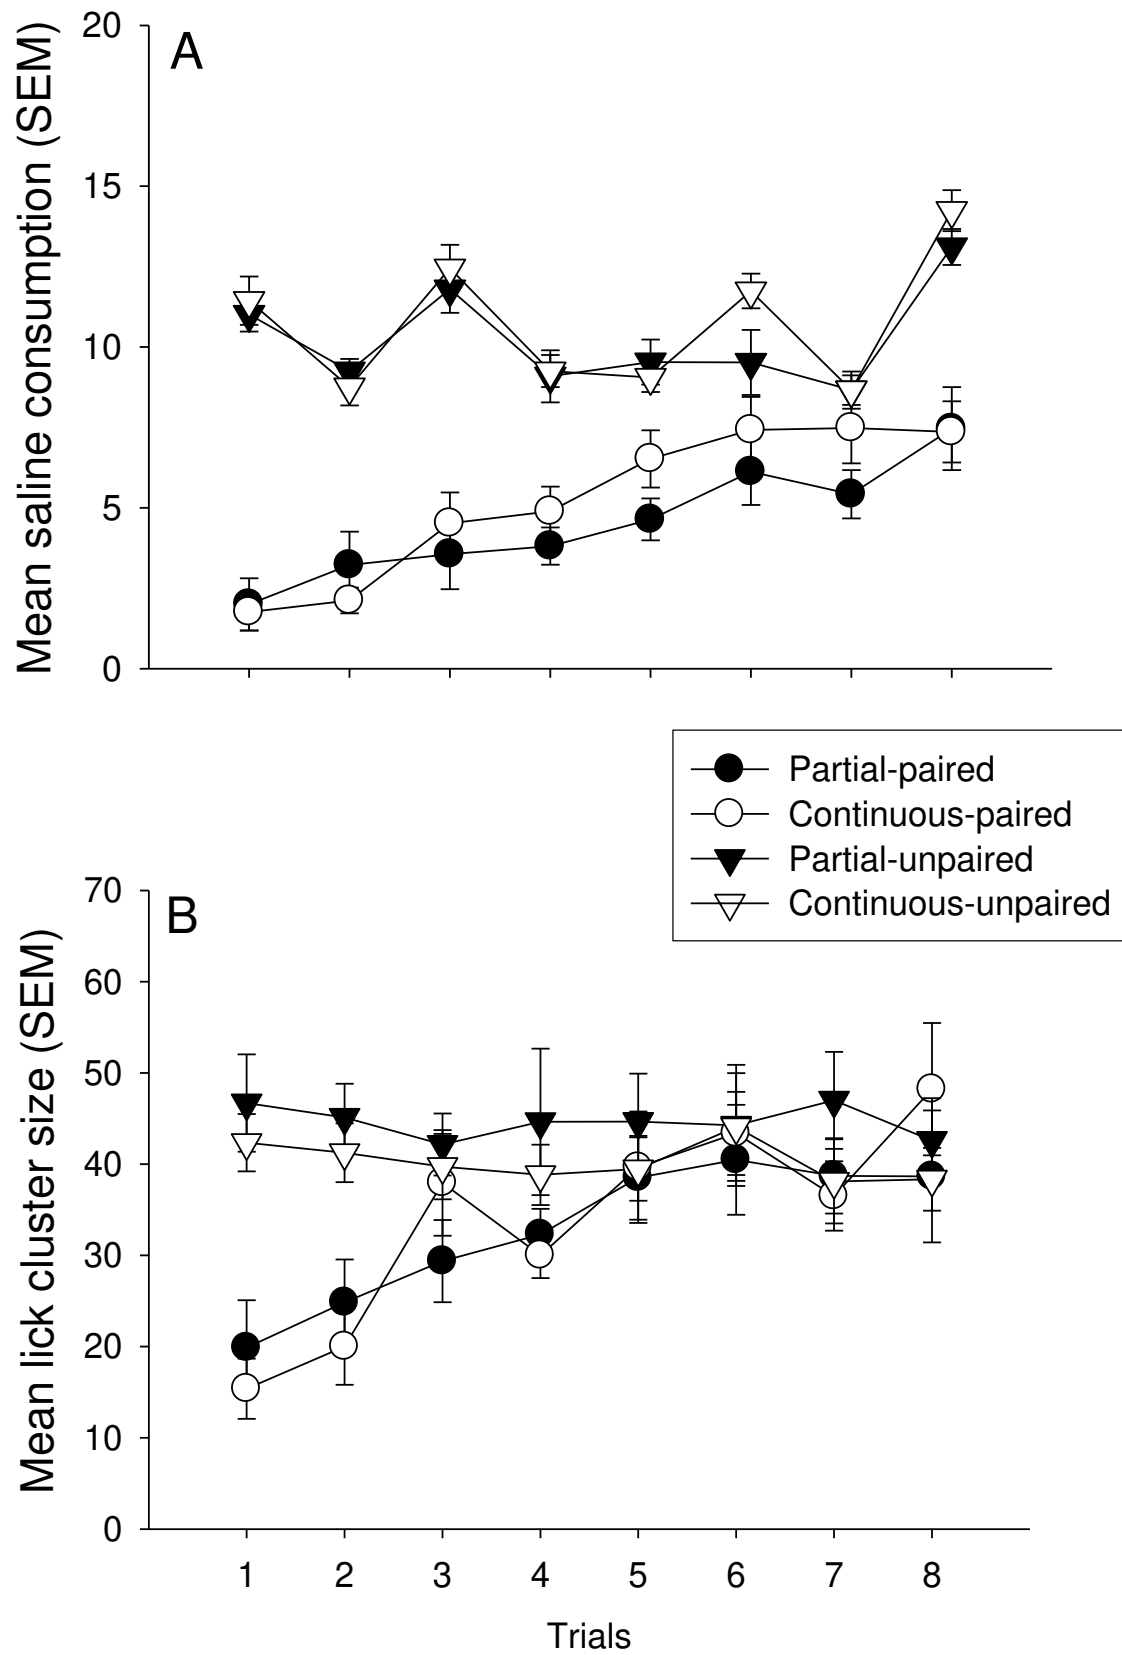 A
Mean saline consumption (SEM)
20
15
10
5
0
Partial-paired
Continuous-paired
Partial-unpaired
Continuous-unpaired
B
Mean lick cluster size (SEM)
70
60
50
40
30
20
10
0
1 2 3 4 5 6 7 8
Trials